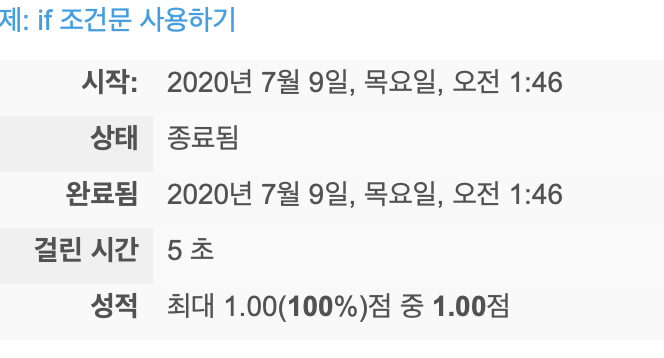 제: if 조건문 사용하기
시작: 2020년 7월 9일, 목요일, 오전 1:46
상태 종료됨
완료됨 2020년 7월 9일, 목요일, 오전 1:46
걸린 시간 5 초
성적 최대 1.00(100%)점 중 1.00점